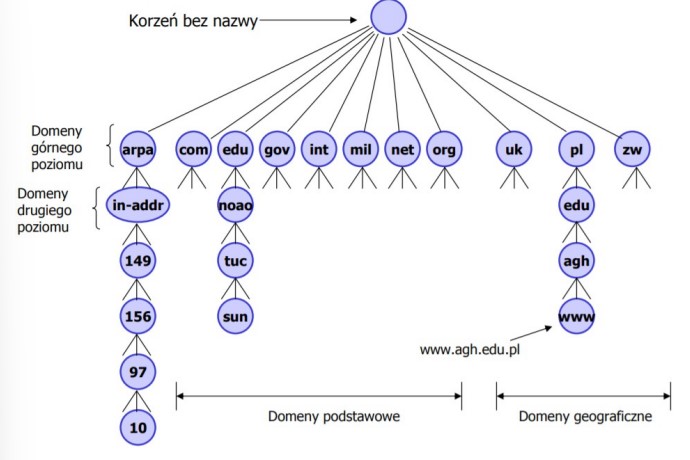 Korzeń bez nazwy
Domeny
górnego
poziomu
arpa com edu gov int mil net org uk pl zw
Domeny
drugiego
poziomu
in-addr noao edu
149 tuc agh
156 sun www
www.agh.edu.pl
97
Domeny podstawowe Domeny geograficzne
10